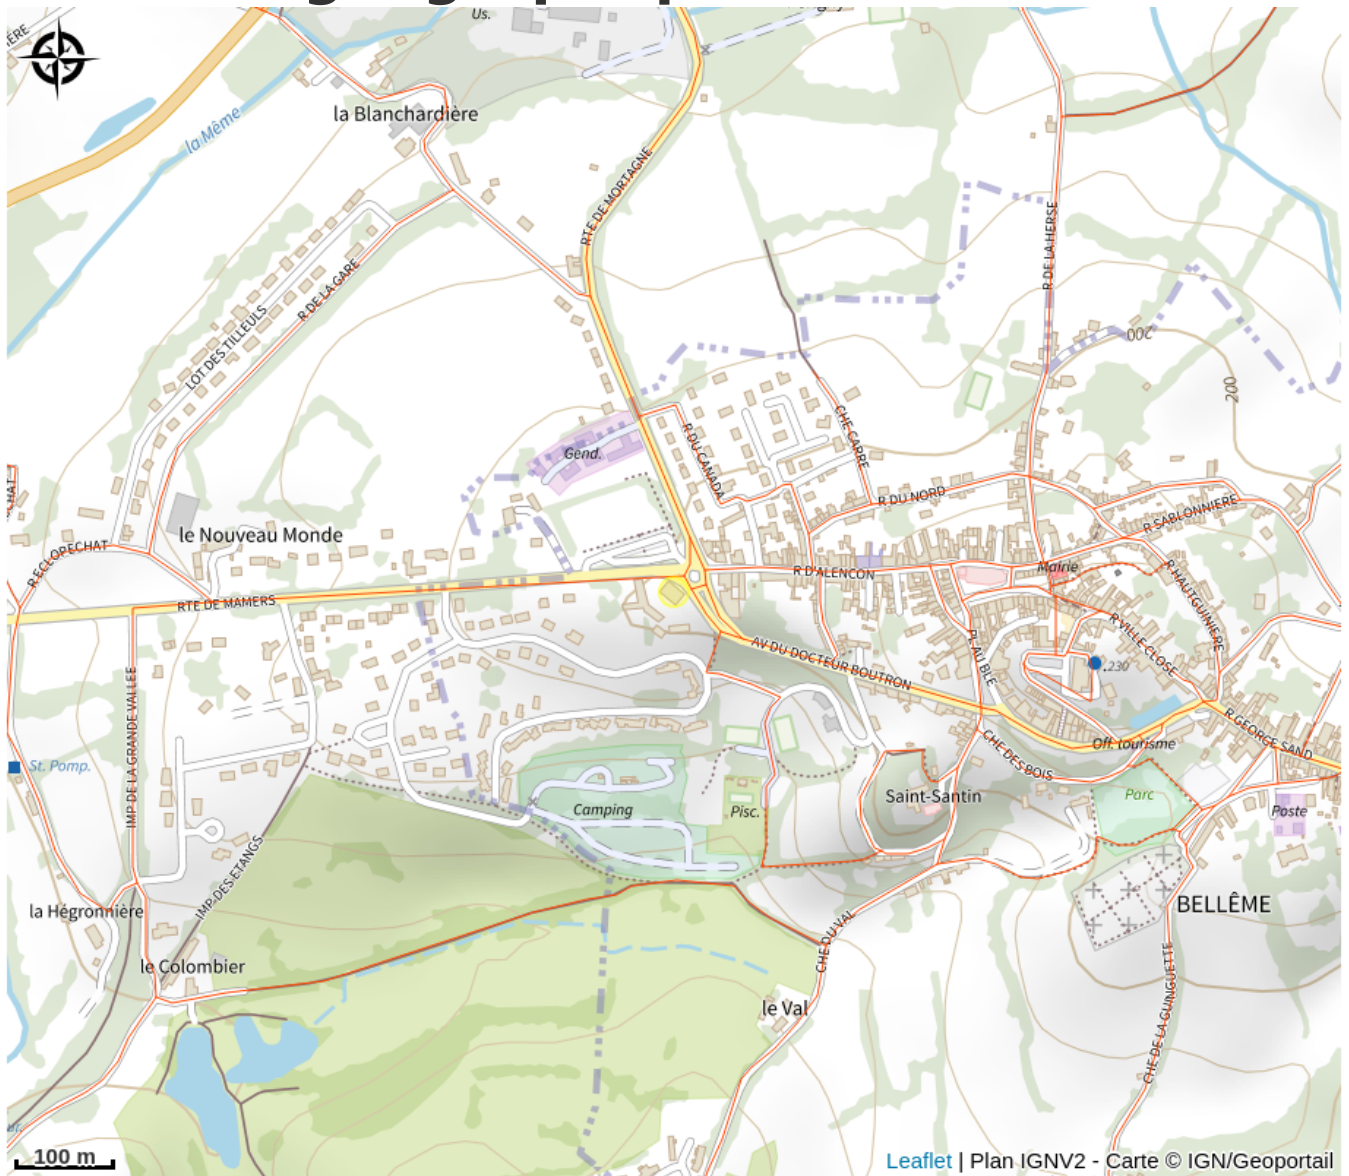 Us.
la Blanchardière
la Même
RTE DE MORTAGNE
R DE LA HERSE
R DE LA GARE
LOT DES TILLEULS
200
200
CHE CARRE
R DU CANADA
Gend.
R DU NORD
R SABLONNIERE
le Nouveau Monde
R ECLOPECHAT
R D'ALENCON
Mairie
R HAUTGUINIERE
RTE DE MAMERS
R VILLE CLOSE
PL AU BLE
AV DU DOCTEUR BOUTRON
230
IMP DE LA GRANDE VALLEE
R GEORGE SAND
Off. tourisme
CHE DES BOIS
St. Pomp.
Saint-Santin
Parc
Camping
Pisc.
Poste
IMP DES ETANGS
la Hégronnière
BELLÊME
CHE DU VAL
le Colombier
le Val
CHE DE LA GUINGUETTE
100 m
Leaflet | Plan IGNV2 - Carte © IGN/Geoportail